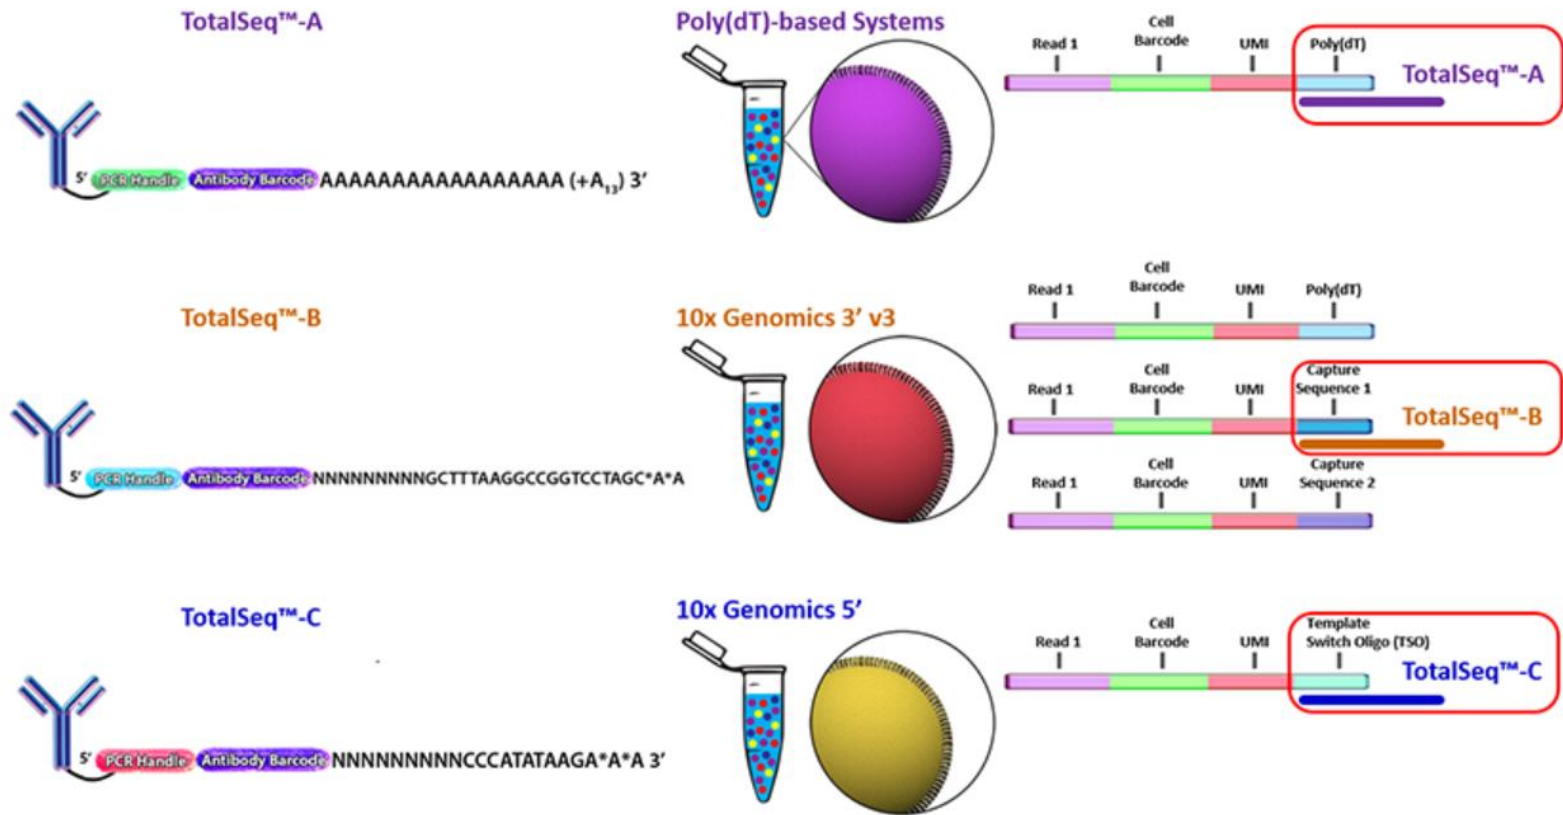 TotalSeq™-A
Poly(dT)-based Systems
Read 1
Cell
Barcode
UMI
Poly(dT)
TotalSeq™-A
5’ PCR Handle Antibody Barcode AAAAAAAAAAAAAAAAA (+A13) 3’
TotalSeq™-B
10x Genomics 3’ v3
Read 1
Cell
Barcode
UMI
Poly(dT)
Read 1
Cell
Barcode
UMI
Capture
Sequence 1
TotalSeq™-B
5’ PCR Handle Antibody Barcode NNNNNNNNNGCTTTAAGGCCGGTCCTAGC*A*A
Read 1
Cell
Barcode
UMI
Capture
Sequence 2
TotalSeq™-C
10x Genomics 5’
Read 1
Cell
Barcode
UMI
Template
Switch Oligo (TSO)
TotalSeq™-C
5’ PCR Handle Antibody Barcode NNNNNNNNNCCCATATAAGA*A*A 3’